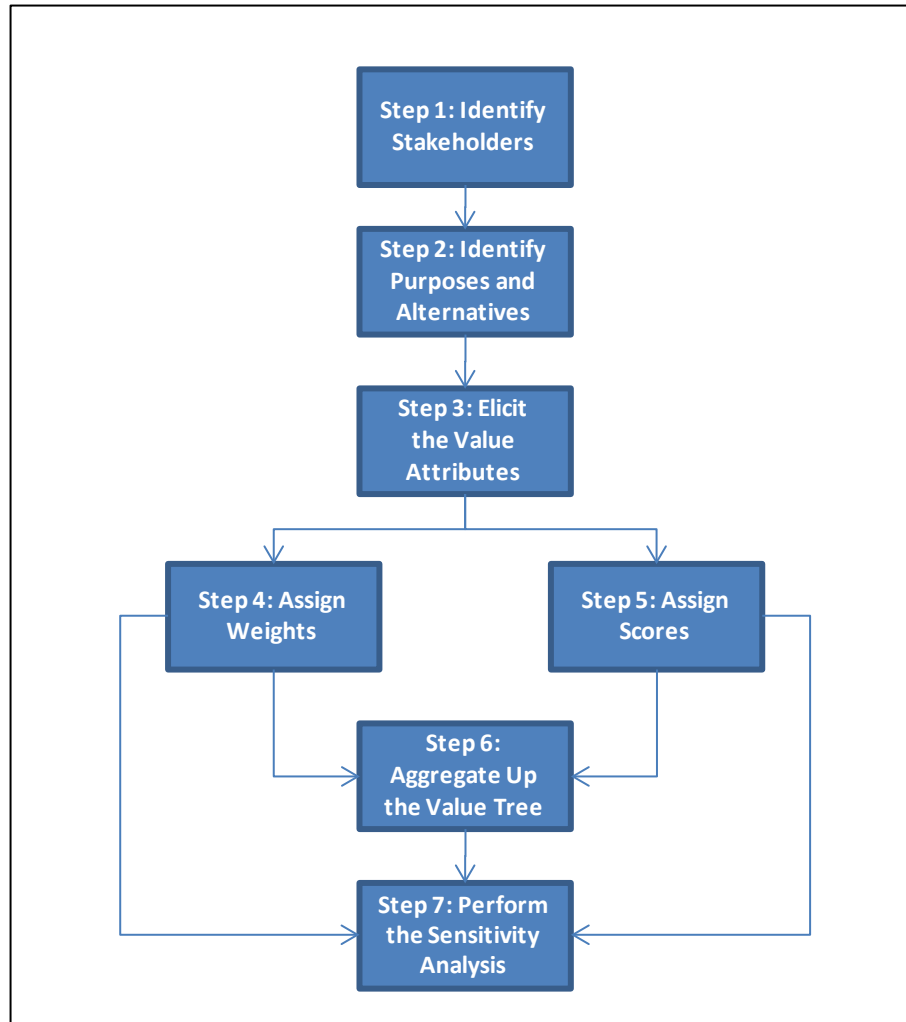 Step 1: Identify
Stakeholders
Step 2: Identify
Purposes and
Alternatives
Step 3: Elicit
the Value
Attributes
Step 4: Assign
Weights
Step 5: Assign
Scores
Step 6:
Aggregate Up
the Value Tree
Step 7: Perform
the Sensitivity
Analysis